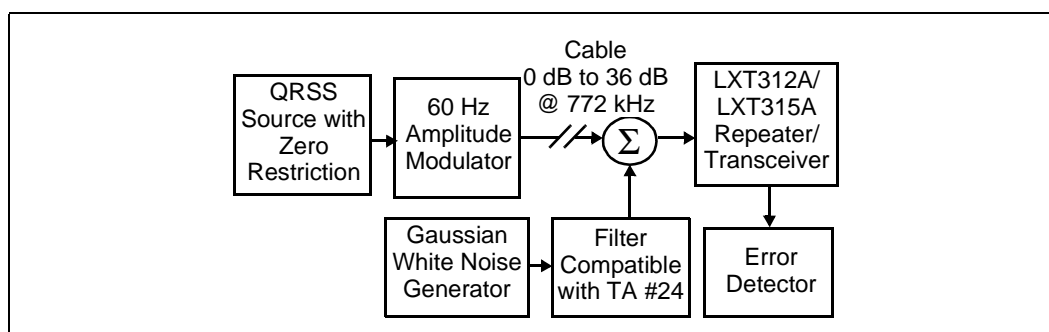 QRSS
Source with
Zero
Restriction
60 Hz
Amplitude
Modulator
Cable
0 dB to 36 dB
@ 772 kHz
Σ
LXT312A/
LXT315A
Repeater/
Transceiver
Gaussian
White Noise
Generator
Filter
Compatible
with TA #24
Error
Detector